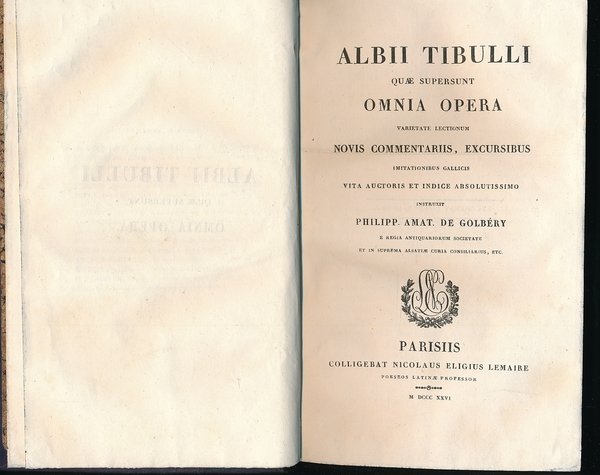 ALBII TIBULLI
QUÆ SUPERSUNT
OMNIA OPERA
VARIETATE LECTIONUM
NOVIS COMMENTARIIS, EXCURSIBUS
IMITATIONIBUS GALLICIS
VITA AUCTORIS ET INDICE ABSOLUTISSIMO
INSTRUXIT
PHILIPP. AMAT. DE GOLBÉRY
E REGIA ANTIQUARIORUM SOCIETATE
ET IN SUPREMA ALSATIÆ CURIA CONSILIARIUS, ETC.
PARISIIS
COLLIGEBAT NICOLAUS ELIGIUS LEMAIRE
POESEOS LATINÆ PROFESSOR
M DCCC XXVI